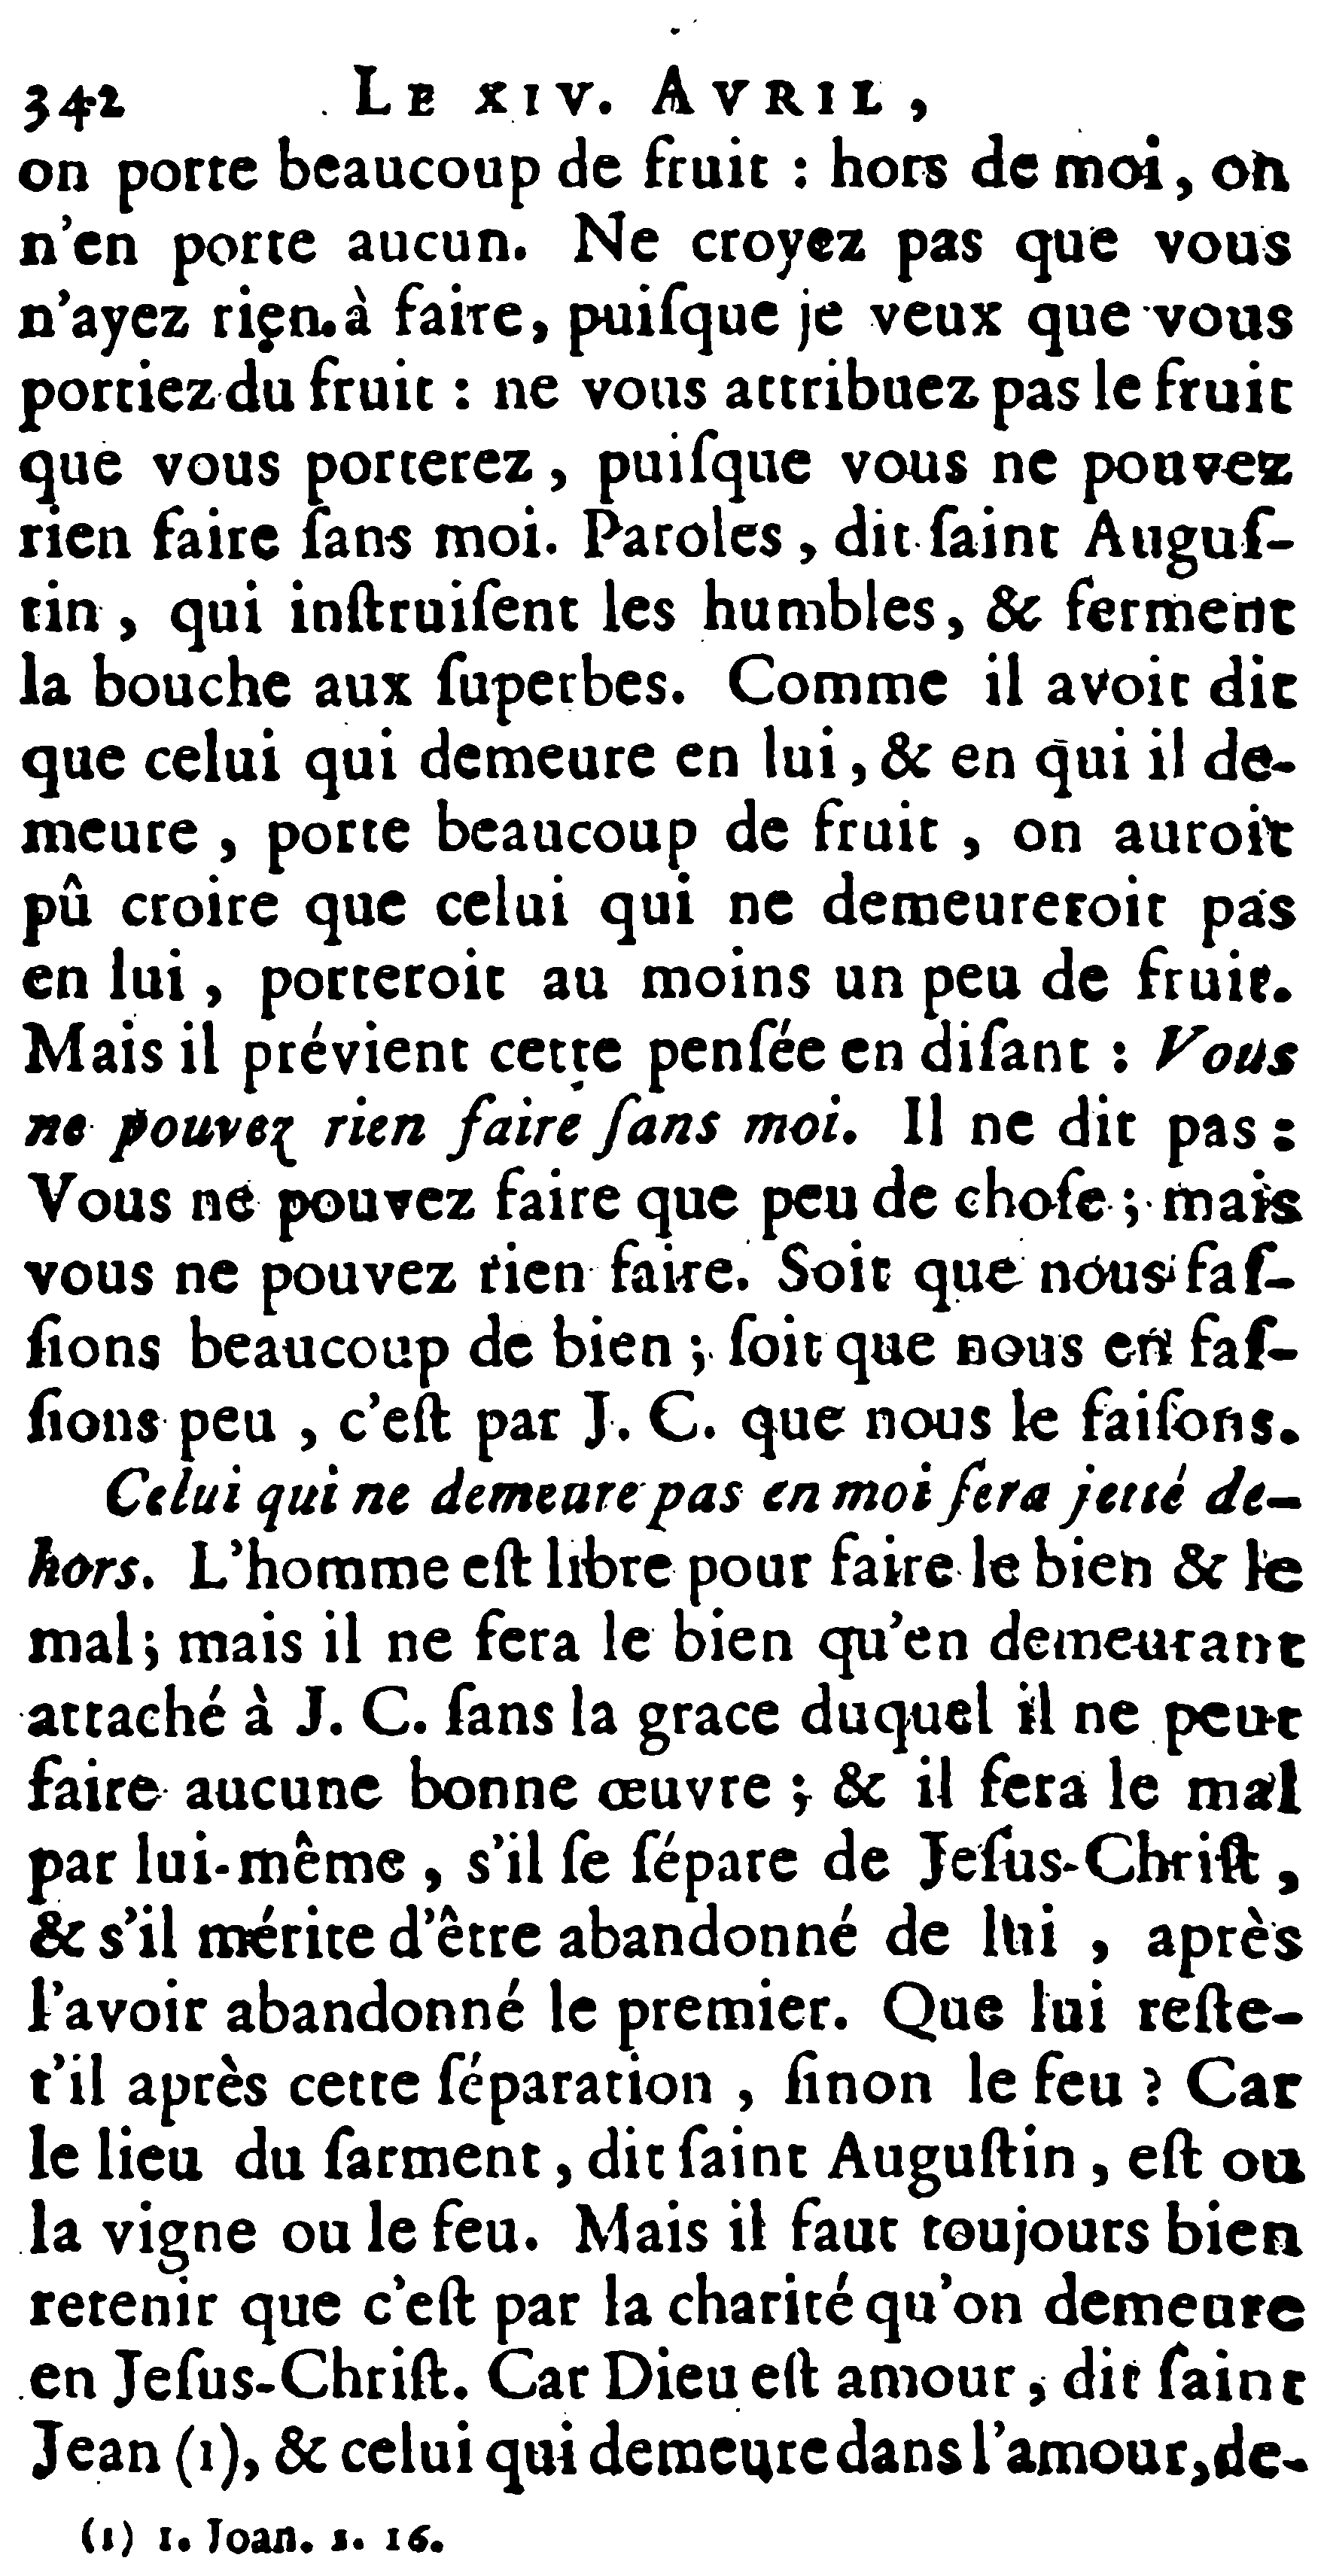 342 LE XIV. AVRIL,
on porte beaucoup de fruit : hors de moi, on
n'en porte aucun. Ne croyez pas que vous
n'ayez rien à faire, puiſque je veux que vous
portiez du fruit : ne vous attribuez pas le fruit
que vous porterez, puiſque vous ne pouvez
rien faire ſans moi. Paroles, dit ſaint Auguſ-
tin, qui inſtruiſent les humbles, & ferment
la bouche aux ſuperbes. Comme il avoit dit
que celui qui demeure en lui, & en qui il de-
meure, porte beaucoup de fruit, on auroit
pû croire que celui qui ne demeureroit pas
en lui, porteroit au moins un peu de fruit.
Mais il prévient cette penſée en diſant : Vous
ne pouvez rien faire ſans moi. Il ne dit pas :
Vous ne pouvez faire que peu de choſe ; mais
vous ne pouvez rien faire. Soit que nous faſ-
ſions beaucoup de bien ; ſoit que nous en faſ-
ſions peu, c'eſt par J. C. que nous le faiſons.
Celui qui ne demeure pas en moi ſera jetté de-
hors. L'homme eſt libre pour faire le bien & le
mal ; mais il ne fera le bien qu'en demeurant
attaché à J. C. ſans la grace duquel il ne peut
faire aucune bonne œuvre ; & il fera le mal
par lui-même, s'il ſe ſépare de Jeſus-Chriſt,
& s'il mérite d'être abandonné de lui, après
l'avoir abandonné le premier. Que lui reſte-
t'il après cette ſéparation, ſinon le feu ? Car
le lieu du ſarment, dit ſaint Auguſtin, eſt ou
la vigne ou le feu. Mais il faut toujours bien
retenir que c'eſt par la charité qu'on demeure
en Jeſus-Chriſt. Car Dieu eſt amour, dit ſaint
Jean (1), & celui qui demeure dans l'amour, de-
(1) 1. Joan. 1. 16.